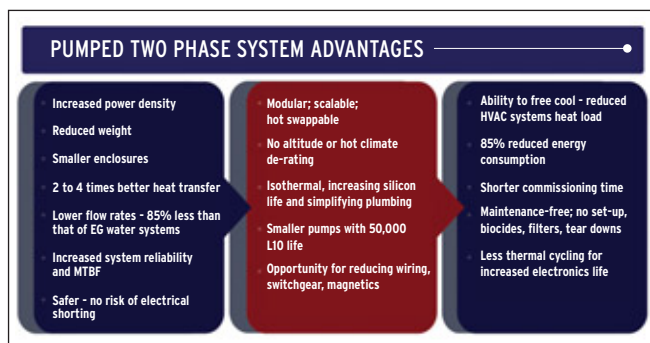 PUMPED TWO PHASE SYSTEM ADVANTAGES
Increased power density
Reduced weight
Smaller enclosures
2 to 4 times better heat transfer
Lower flow rates - 85% less than
that of EG water systems
Increased system reliability
and MTBF
Safer - no risk of electrical
shorting
Modular; scalable;
hot swappable
No altitude or hot climate
de-rating
Isothermal, increasing silicon
life and simplifying plumbing
Smaller pumps with 50,000
L10 life
Opportunity for reducing wiring,
switchgear, magnetics
Ability to free cool - reduced
HVAC systems heat load
85% reduced energy
consumption
Shorter commissioning time
Maintenance-free; no set-up,
biocides, filters, tear downs
Less thermal cycling for
increased electronics life